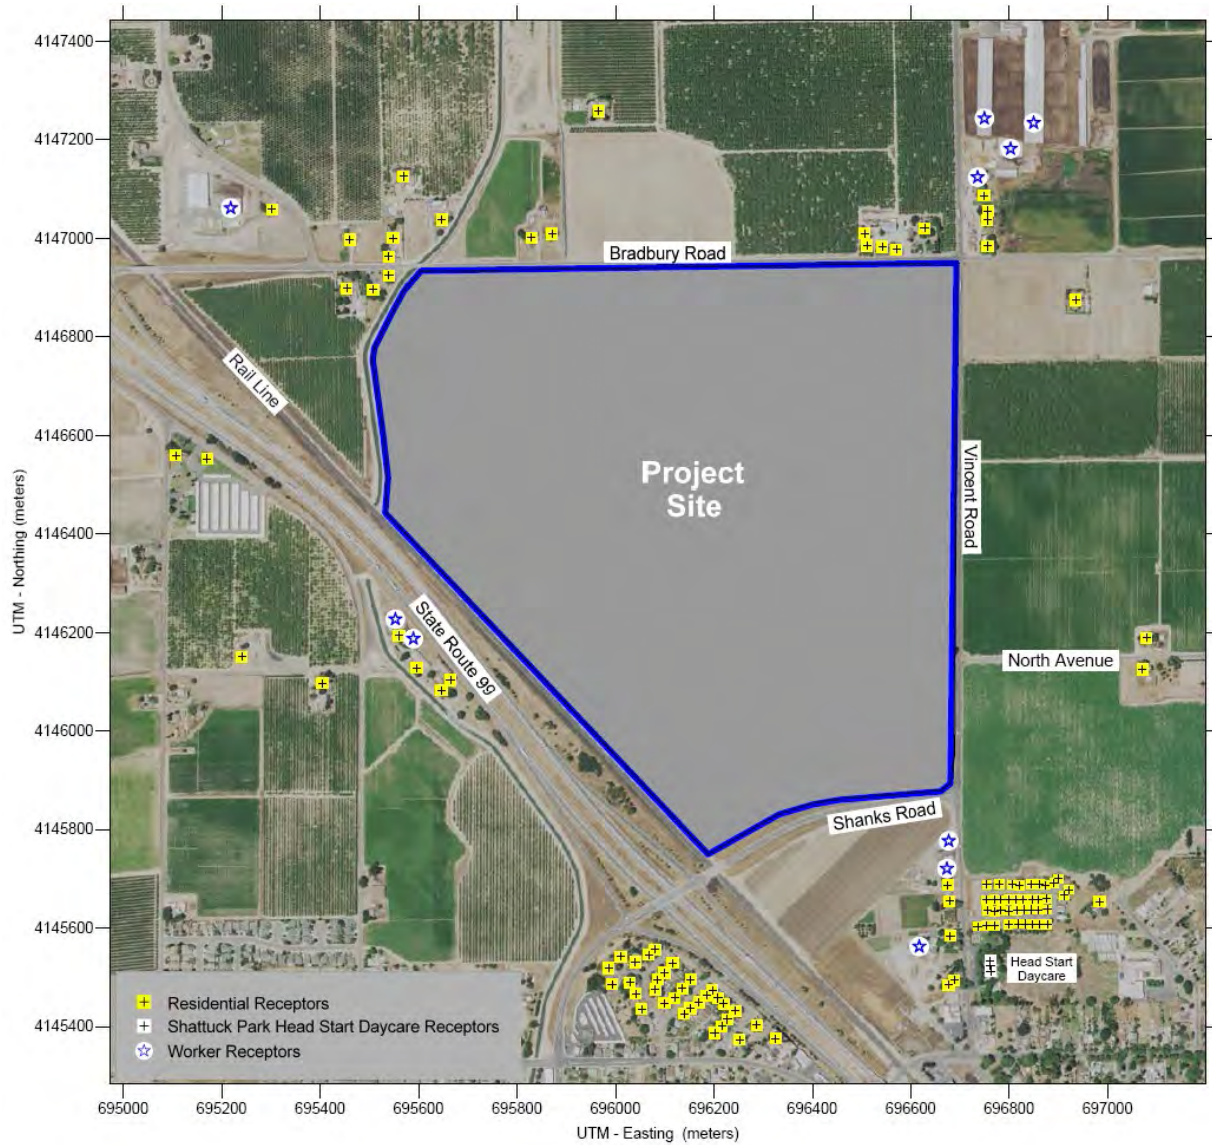 4147400
4147200
4147000
4146800
4146600
4146400
4146200
4146000
4145800
4145600
4145400
UTM - Northing (meters)
Bradbury Road
Rail Line
Project
Site
Vincent Road
State Route 99
North Avenue
Shanks Road
Head Start
Daycare
Residential Receptors
Shattuck Park Head Start Daycare Receptors
Worker Receptors
695000 695200 695400 695600 695800 696000 696200 696400 696600 696800 697000
UTM - Easting (meters)